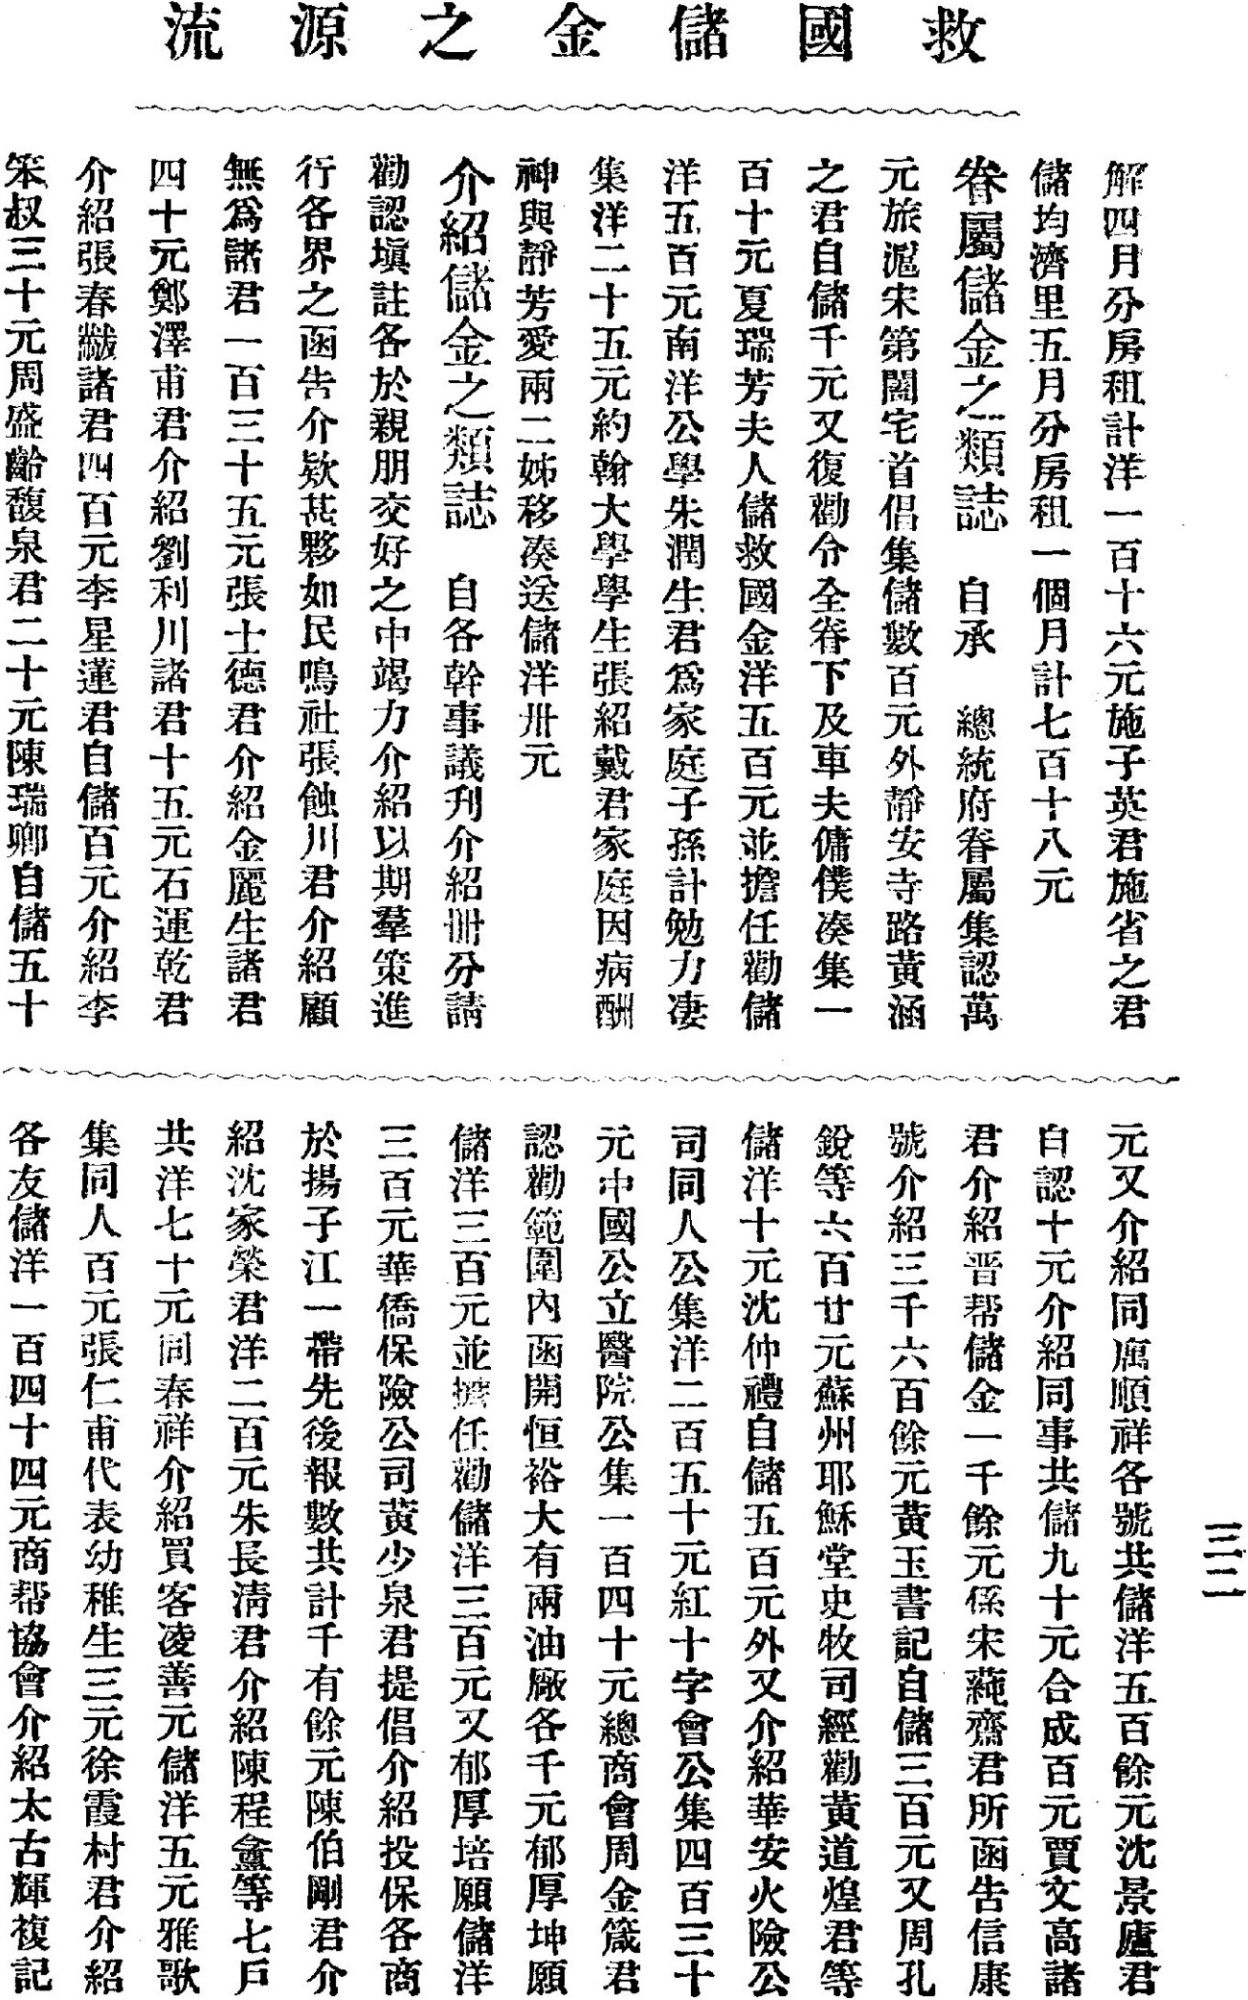 救國儲金之源流
解四月分房租計洋一百十六元施子英君施省之君
儲均濟里五月分房租一個月計七百十八元
眷屬儲金之類誌　自承　總統府眷屬集認萬
元旅滬宋第闔宅首倡集儲數百元外靜安寺路黃涵
之君自儲千元又復勸令全眷下及車夫傭僕湊集一
百十元夏瑞芳夫人儲救國金洋五百元並擔任勸儲
洋五百元南洋公學朱潤生君爲家庭子孫計勉力凄
集洋二十五元約翰大學學生張紹戴君家庭因病酬
神與靜芳愛兩二姊移凑送儲洋卅元
介紹儲金之類誌　自各幹事議刋介紹冊分請
勸認塡註各於親朋交好之中竭力介紹以期羣策進
行各界之函告介欵甚夥如民鳴社張蝕川君介紹顧
無爲諸君一百三十五元張士德君介紹金麗生諸君
四十元鄭澤甫君介紹劉利川諸君十五元石運乾君
介紹張春黻諸君四百元李星蓮君自儲百元介紹李
笨叔三十元周盛齡馥泉君二十元陳瑞卿自儲五十
元又介紹同寓順祥各號共儲洋五百餘元沈景廬君
自認十元介紹同事共儲九十元合成百元賈文高諸
君介紹晋帮儲金一千餘元係宋蒓齋君所函告信康
號介紹三千六百餘元黃玉書記自儲三百元又周孔
銳等六百廿元蘇州耶穌堂史牧司經勸黃道煌君等
儲洋十元沈仲禮自儲五百元外又介紹華安火險公
司同人公集洋二百五十元紅十字會公集四百三十
元中國公立醫院公集一百四十元總商會周金箴君
認勸範圍內函開恒裕大有兩油廠各千元郁厚坤願
儲洋三百元並擔任勸儲洋三百元又郁厚培願儲洋
三百元華僑保險公司黃少泉君提倡介紹投保各商
於揚子江一帶先後報數共計千有餘元陳伯剛君介
紹沈家榮君洋二百元朱長淸君介紹陳程龕等七戶
共洋七十元同春祥介紹買客凌善元儲洋五元雅歌
集同人百元張仁甫代表幼稚生三元徐霞村君介紹
各友儲洋一百四十四元商帮協會介紹太古輝複記
三二